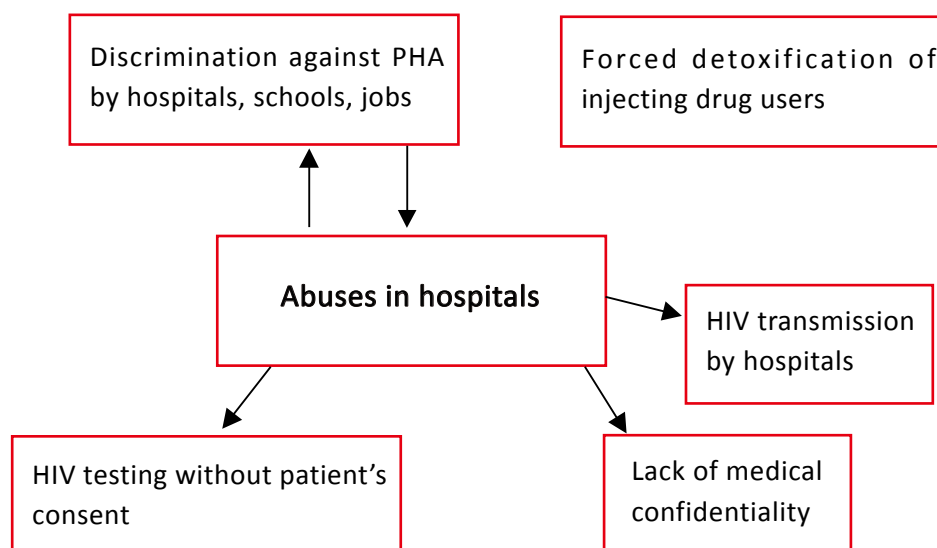 Discrimination against PHA
by hospitals, schools, jobs
Forced detoxification of
injecting drug users
Abuses in hospitals
HIV transmission
by hospitals
HIV testing without patient’s
consent
Lack of medical
confidentiality